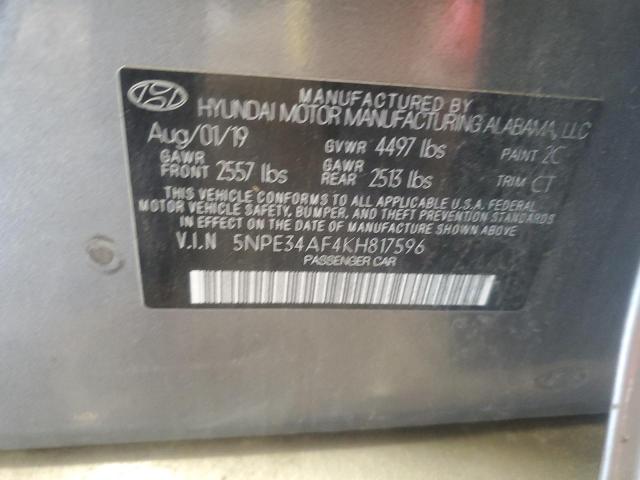 MANUFACTURED BY
HYUNDAI MOTOR MANUFACTURING ALABAMA, LLC
Aug/01/19 GVWR 4497 lbs PAINT 2C
GAWR FRONT 2557 lbs GAWR REAR 2513 lbs TRIM CT
THIS VEHICLE CONFORMS TO ALL APPLICABLE U.S.A. FEDERAL
MOTOR VEHICLE SAFETY, BUMPER, AND THEFT PREVENTION STANDARDS
IN EFFECT ON THE DATE OF MANUFACTURE SHOWN ABOVE.
V.I.N 5NPE34AF4KH817596
PASSENGER CAR